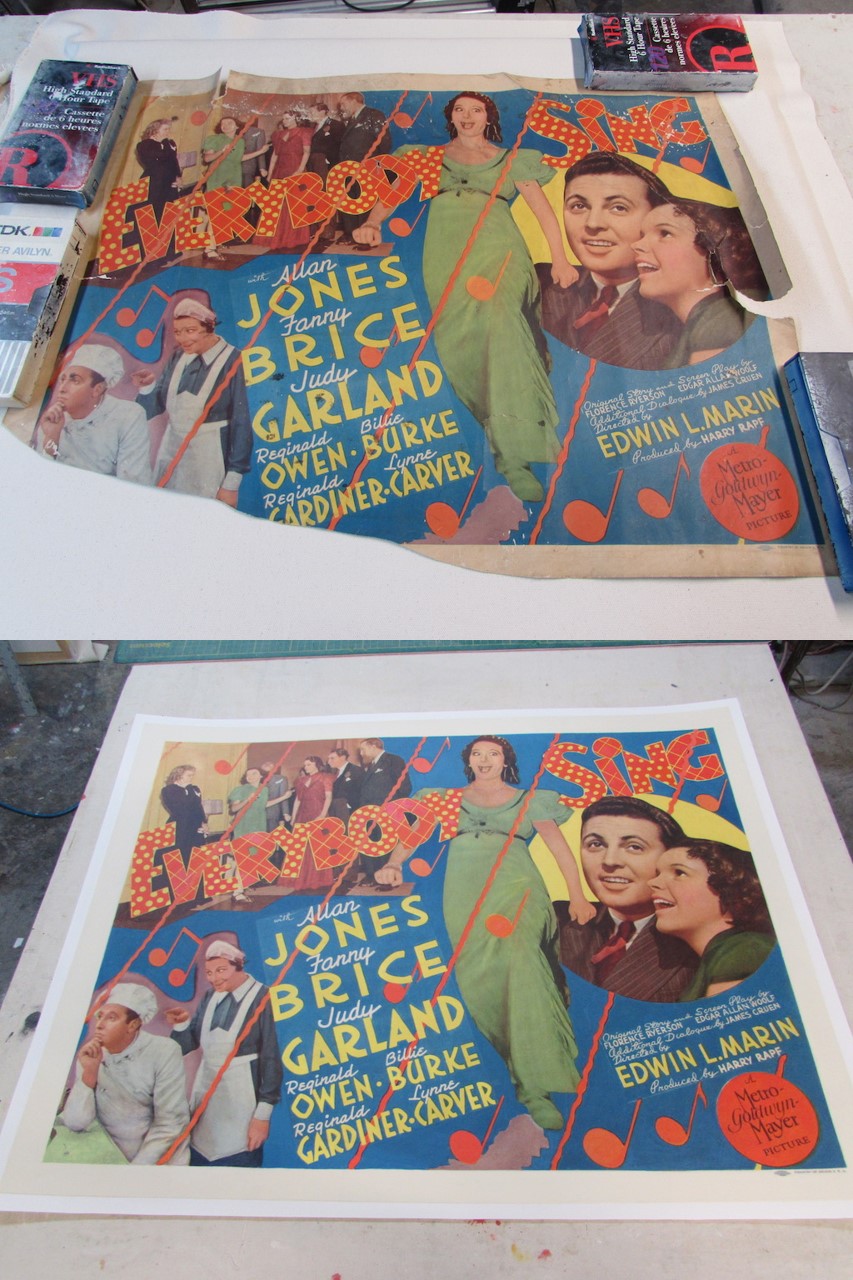 VHS
High Standard
6 Hour Tape
Cassette
de 6 heures
normes elevees
R
VHS
High Standard
6 Hour Tape
Cassette
de 6 heures
normes elevees
R
TDK
ER AVILYN.
S
EVERYBODY SING
with Allan
JONES
Fanny
BRICE
Judy
GARLAND
Reginald Billie
OWEN · BURKE
Reginald Lynne
GARDINER · CARVER
Original Story and Screen Play by
FLORENCE RYERSON EDGAR ALLAN WOOLF
Additional Dialogue by JAMES GRUEN
Directed by
EDWIN L. MARIN
Produced by HARRY RAPF
A
Metro-
Goldwyn-
Mayer
PICTURE
EVERYBODY SING
with Allan
JONES
Fanny
BRICE
Judy
GARLAND
Reginald Billie
OWEN · BURKE
Reginald Lynne
GARDINER · CARVER
Original Story and Screen Play by
FLORENCE RYERSON EDGAR ALLAN WOOLF
Additional Dialogue by JAMES GRUEN
Directed by
EDWIN L. MARIN
Produced by HARRY RAPF
A
Metro-
Goldwyn-
Mayer
PICTURE